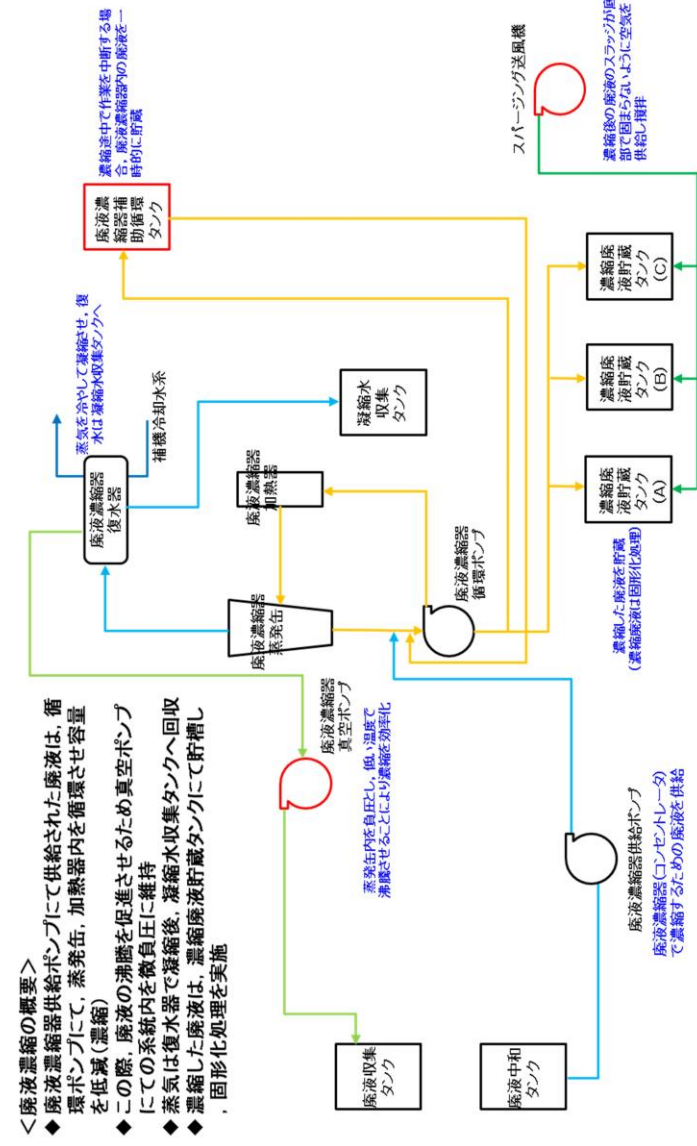 ＜廃液濃縮の概要＞
◆ 廃液濃縮器供給ポンプにて供給された廃液は，循
環ポンプにて，蒸発缶，加熱器内を循環させ容量
を低減（濃縮）
◆ この際，廃液の沸騰を促進させるため真空ポンプ
にての系統内を微負圧に維持
◆ 蒸気は復水器で凝縮後，凝縮水収集タンクへ回収
◆ 濃縮した廃液は，濃縮廃液貯蔵タンクにて貯槽し
，固形化処理を実施
廃液濃縮器
復水器
蒸気を冷やして凝縮させ，復
水は凝縮水収集タンクへ
補機冷却水系
廃液濃
縮器補
助循環
タンク
濃縮途中で作業を中断する場
合，廃液濃縮器内の廃液を一
時的に貯蔵
廃液濃縮器
蒸発缶
廃液濃縮器
加熱器
凝縮水
収集
タンク
廃液濃縮器
真空ポンプ
蒸発缶内を負圧とし，低い温度で
沸騰させることにより濃縮を効率化
廃液濃縮器
循環ポンプ
スパージング送風機
濃縮後の廃液のスラッジが底
部で固まらないように空気を
供給し攪拌
廃液収集
タンク
廃液中和
タンク
廃液濃縮器供給ポンプ
廃液濃縮器（コンセントレータ）
で濃縮するための廃液を供給
濃縮した廃液を貯蔵
（濃縮廃液は固形化処理）
濃縮廃
液貯蔵
タンク
(A)
濃縮廃
液貯蔵
タンク
(B)
濃縮廃
液貯蔵
タンク
(C)